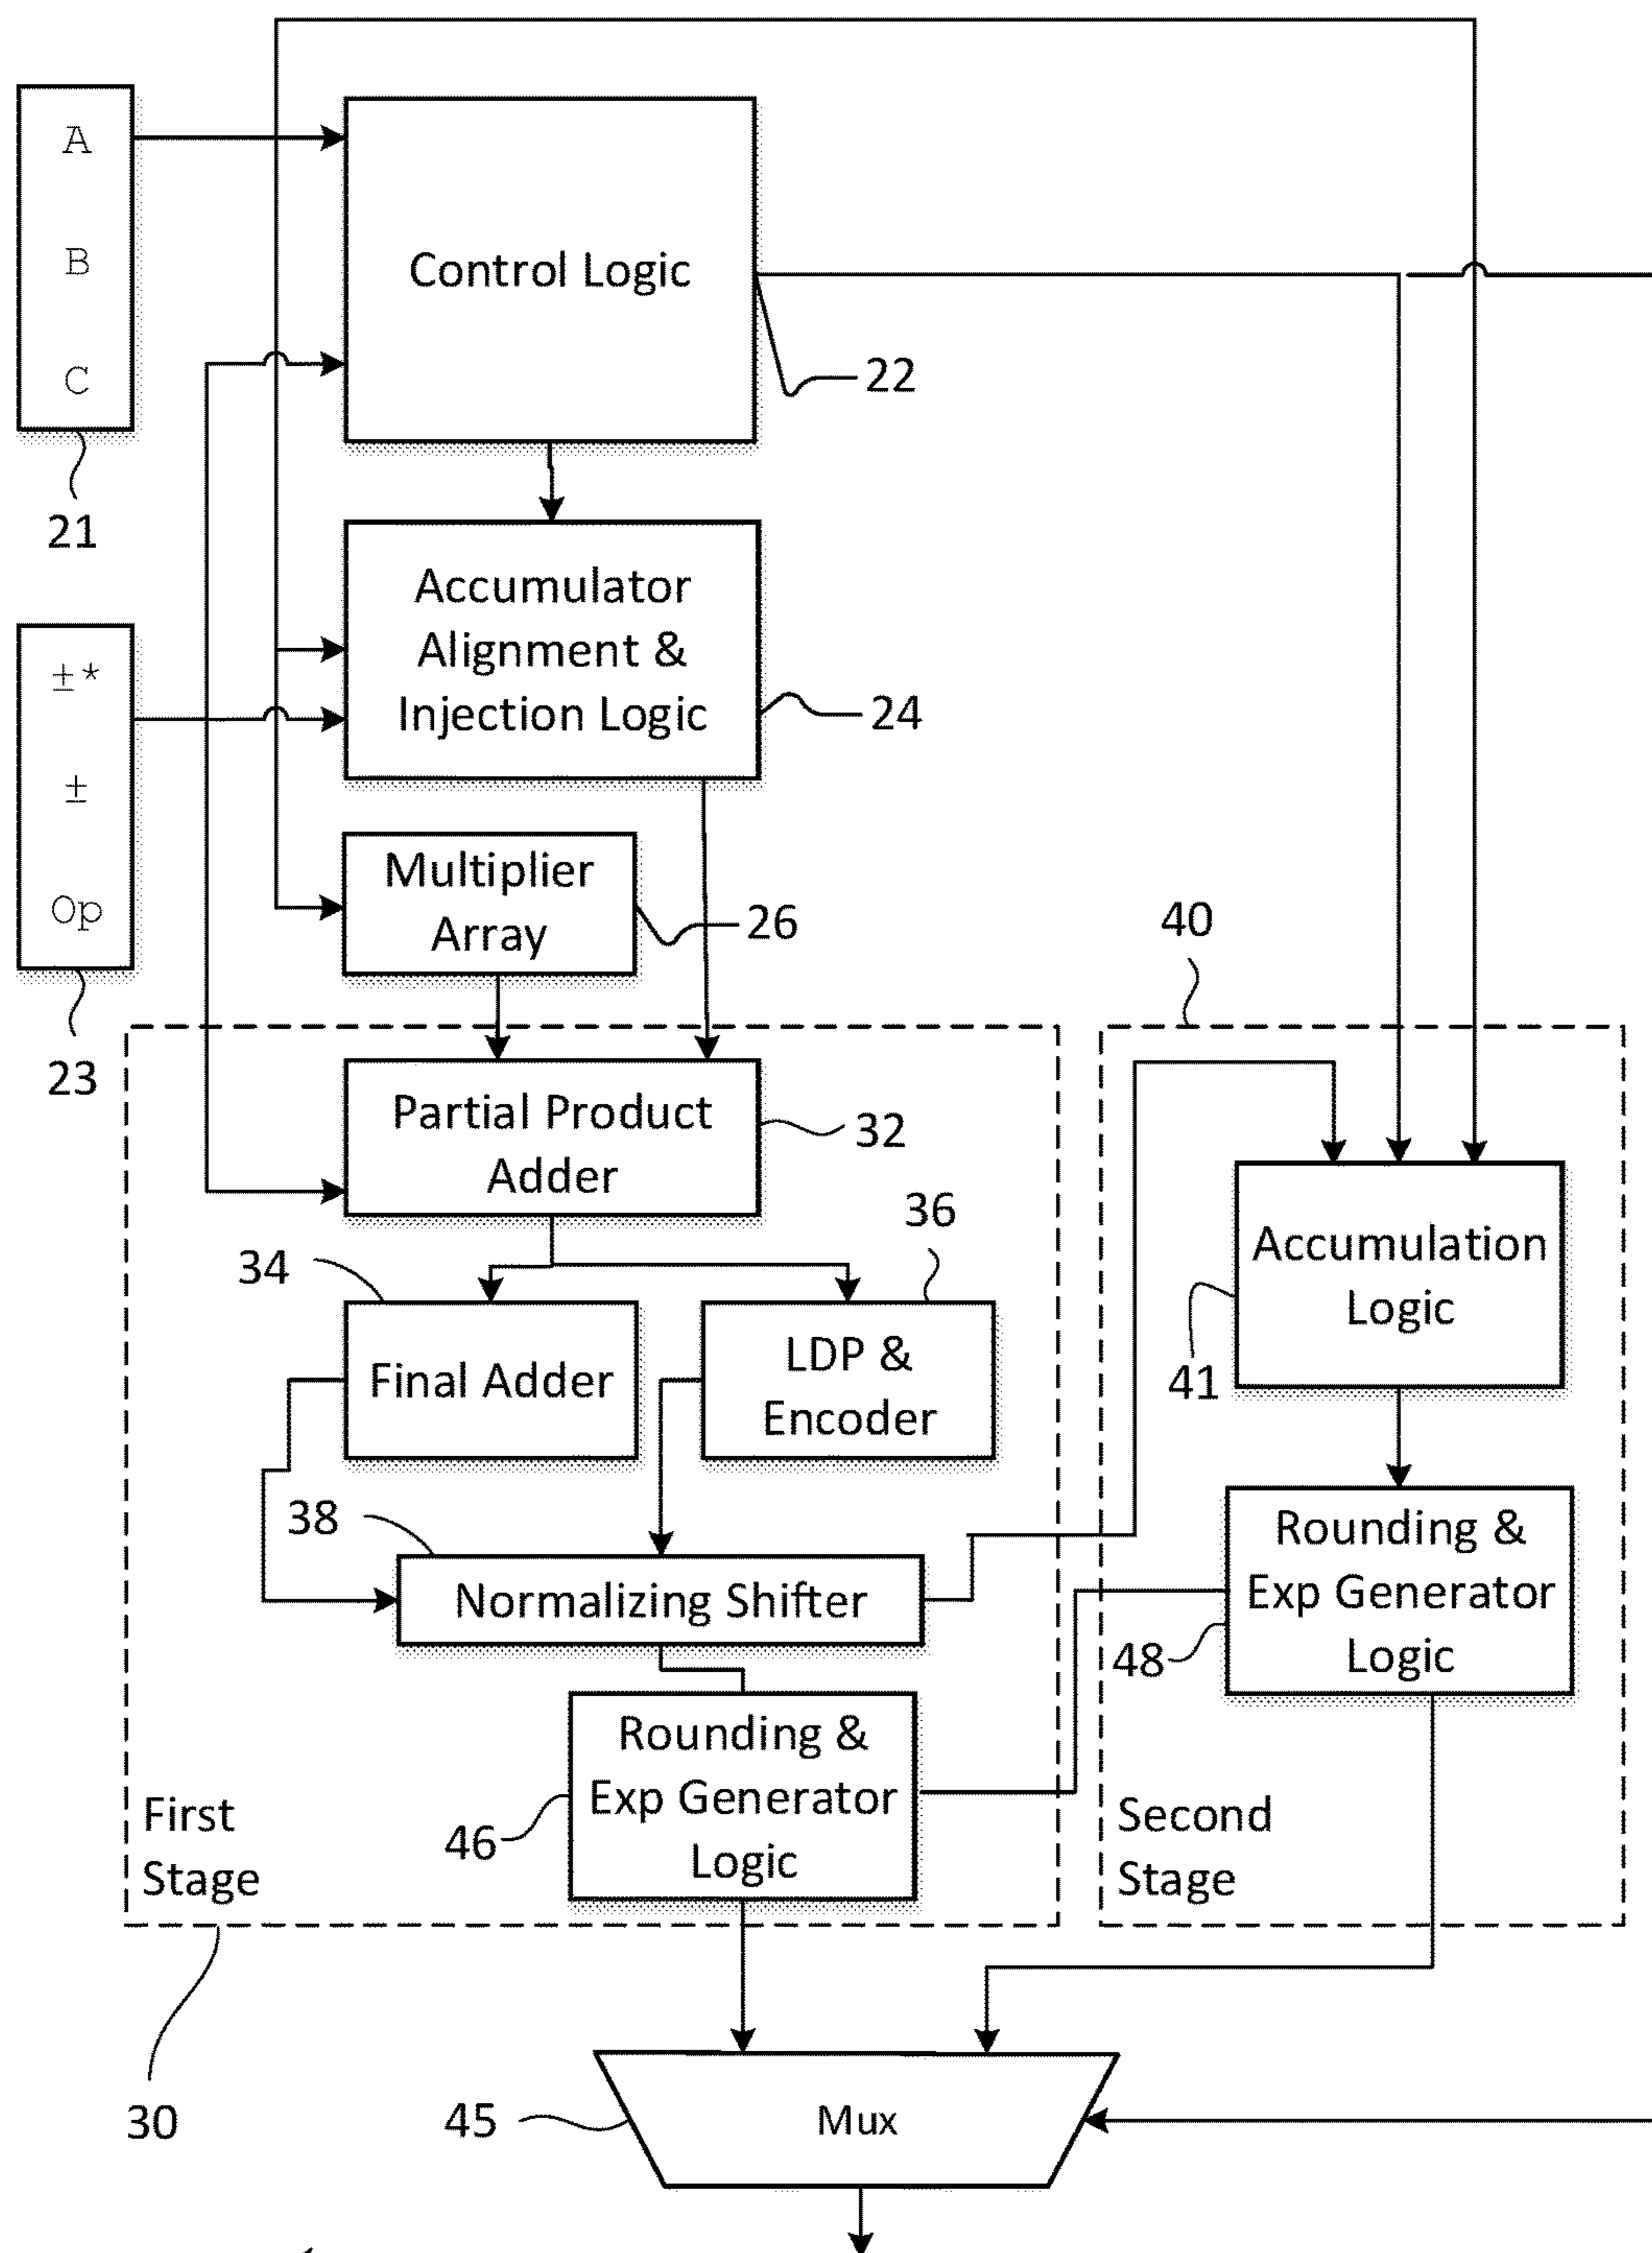 A
B
C
21
Control Logic
22
Accumulator
Alignment &
Injection Logic
24
±*
±
Op
23
Multiplier
Array
26
40
Partial Product
Adder
32
34
36
Final Adder
LDP &
Encoder
38
Normalizing Shifter
Rounding &
Exp Generator
Logic
46
First
Stage
30
Accumulation
Logic
41
Rounding &
Exp Generator
Logic
48
Second
Stage
45
Mux